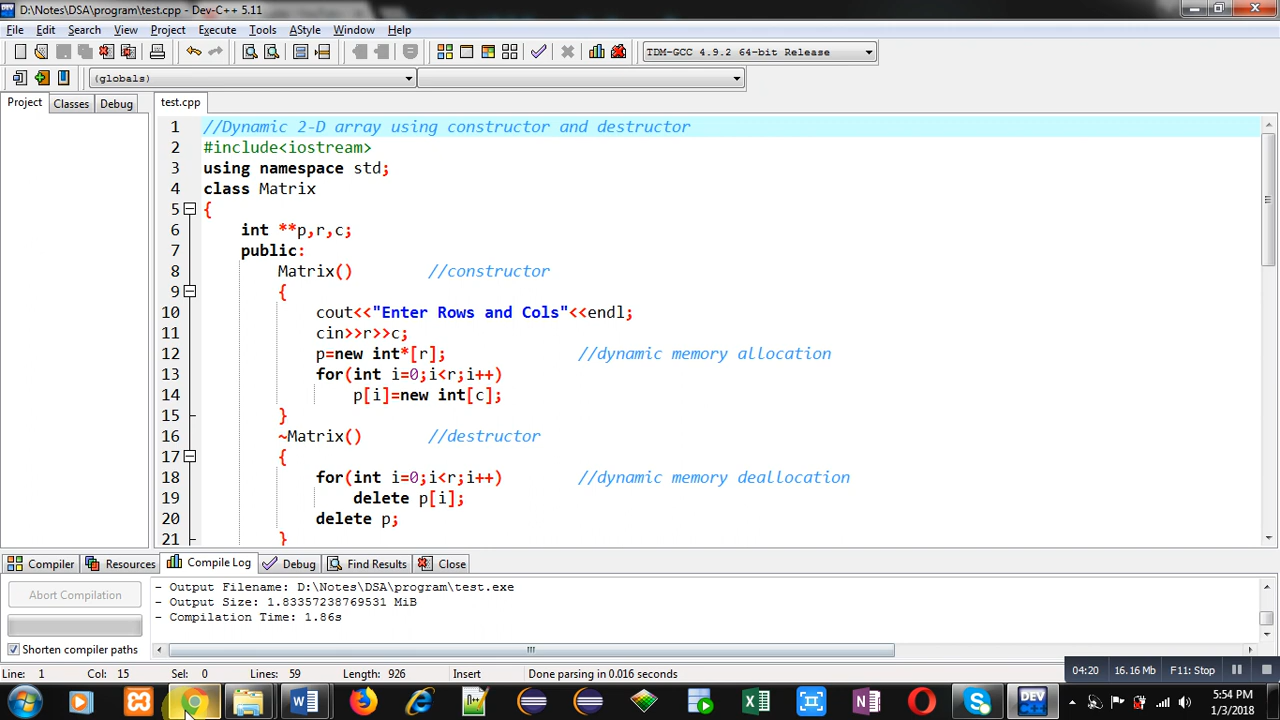 D:\Notes\DSA\program\test.cpp - Dev-C++ 5.11
File Edit Search View Project Execute Tools AStyle Window Help
TDM-GCC 4.9.2 64-bit Release
(globals)
Project Classes Debug test.cpp
1 //Dynamic 2-D array using constructor and destructor
2 #include<iostream>
3 using namespace std;
4 class Matrix
5 {
6 int **p,r,c;
7 public:
8 Matrix() //constructor
9 {
10 cout<<"Enter Rows and Cols"<<endl;
11 cin>>r>>c;
12 p=new int*[r]; //dynamic memory allocation
13 for(int i=0;i<r;i++)
14 p[i]=new int[c];
15 }
16 ~Matrix() //destructor
17 {
18 for(int i=0;i<r;i++) //dynamic memory deallocation
19 delete p[i];
20 delete p;
21 }
Compiler Resources Compile Log Debug Find Results Close
Abort Compilation
- Output Filename: D:\Notes\DSA\program\test.exe
- Output Size: 1.83357238769531 MiB
- Compilation Time: 1.86s
Shorten compiler paths
Line: 1 Col: 15 Sel: 0 Lines: 59 Length: 926 Insert Done parsing in 0.016 seconds
04:20 16.16 Mb F11: Stop
DEV
5:54 PM
1/3/2018